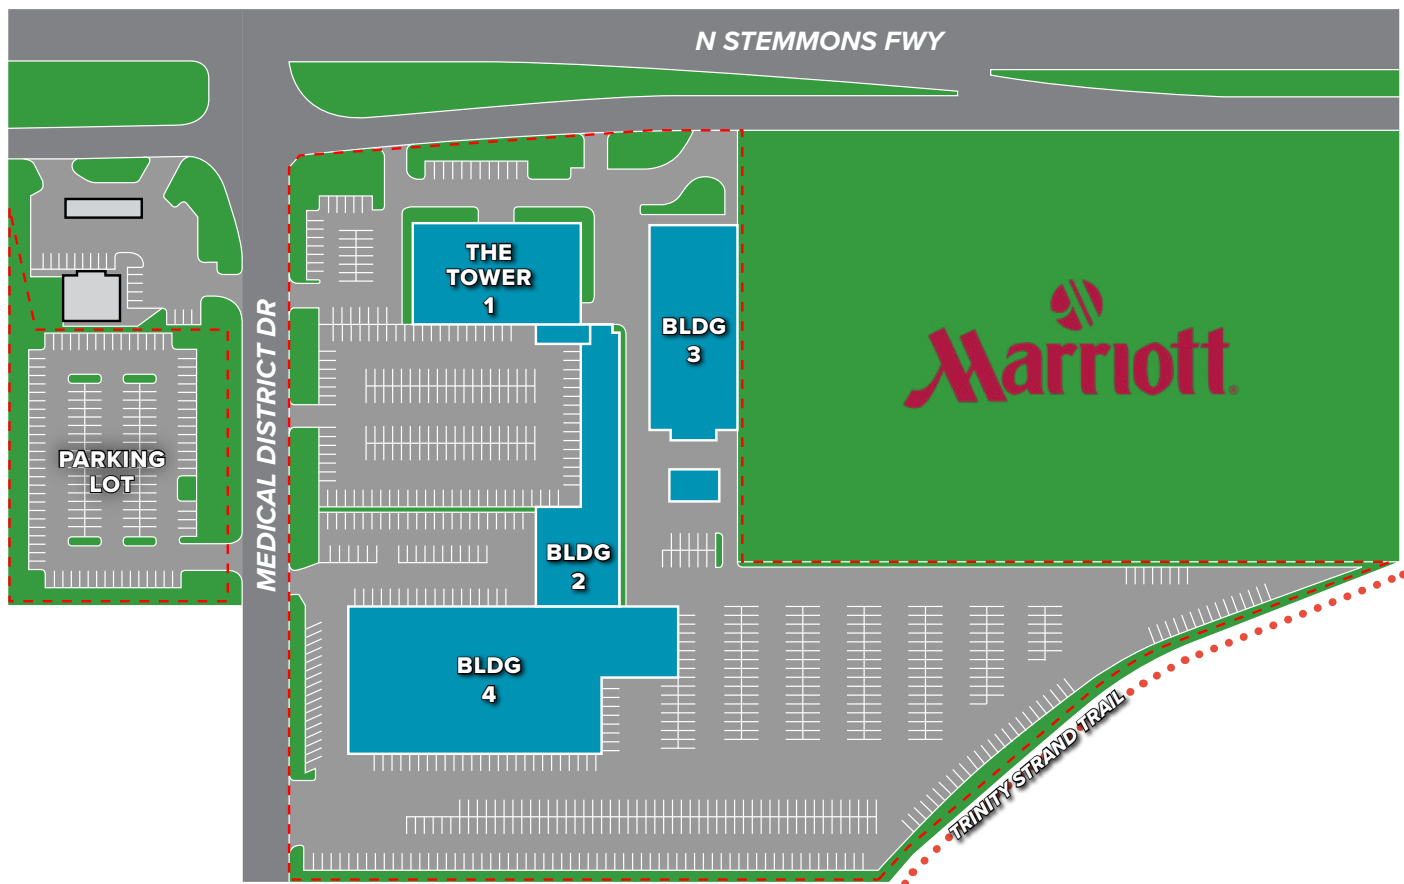 N STEMMONS FWY
THE
TOWER
1
BLDG
3
Marriott®
MEDICAL DISTRICT DR
PARKING
LOT
BLDG
2
BLDG
4
TRINITY STRAND TRAIL